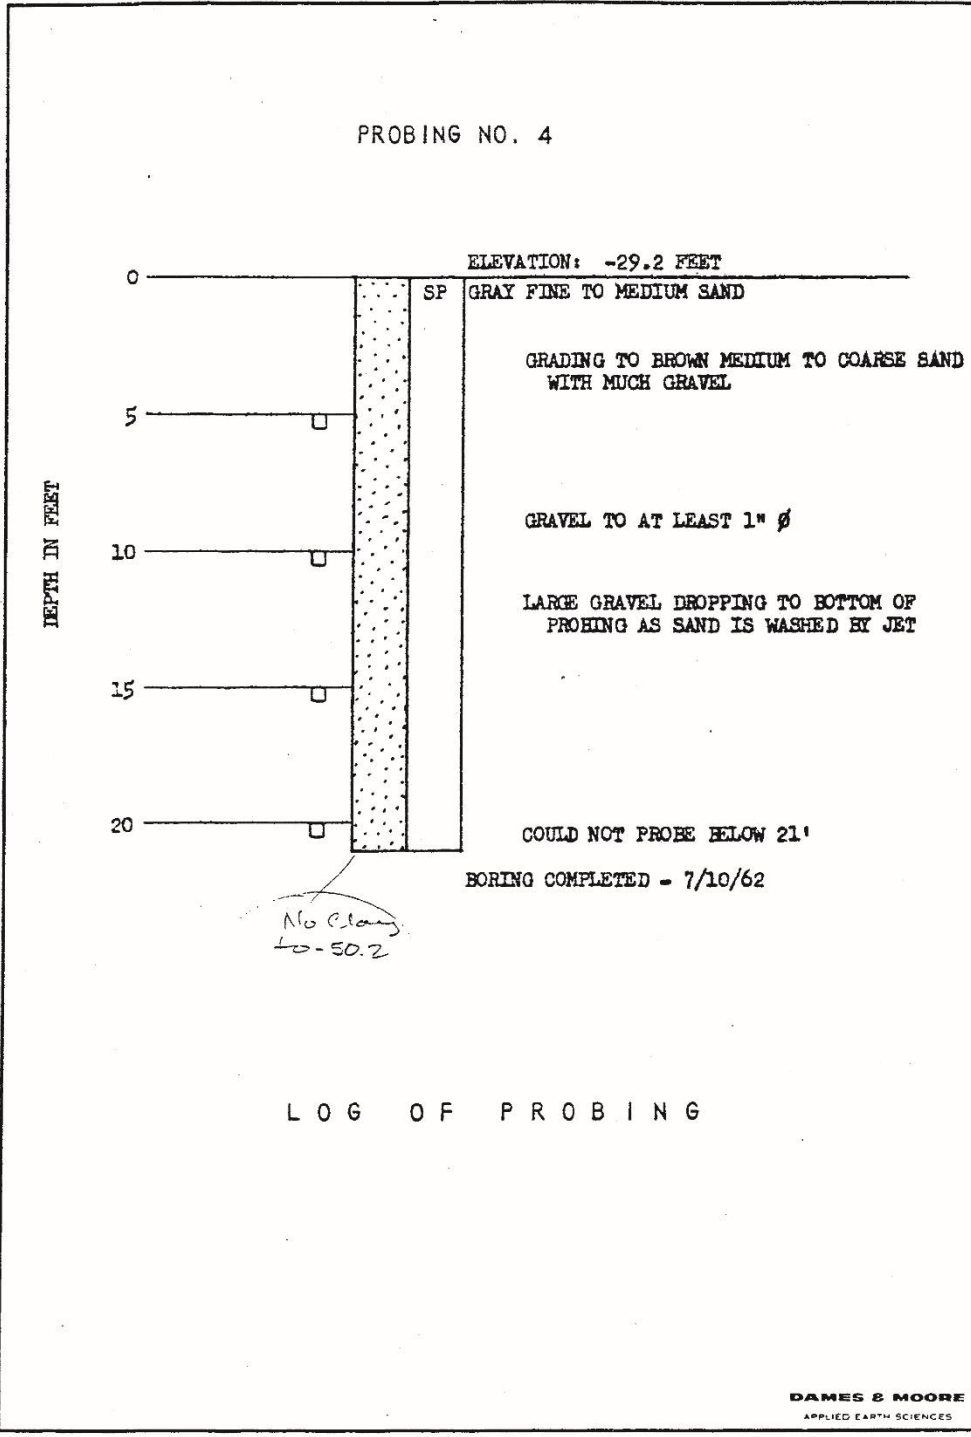 PROBING NO. 4
ELEVATION: -29.2 FEET
0
SP GRAY FINE TO MEDIUM SAND
GRADING TO BROWN MEDIUM TO COARSE SAND
WITH MUCH GRAVEL
5
DEPTH IN FEET
GRAVEL TO AT LEAST 1" Ø
10
LARGE GRAVEL DROPPING TO BOTTOM OF
PROBING AS SAND IS WASHED BY JET
15
20
COULD NOT PROBE BELOW 21'
BORING COMPLETED - 7/10/62
No Clay
to -50.2
LOG OF PROBING
DAMES & MOORE
APPLIED EARTH SCIENCES